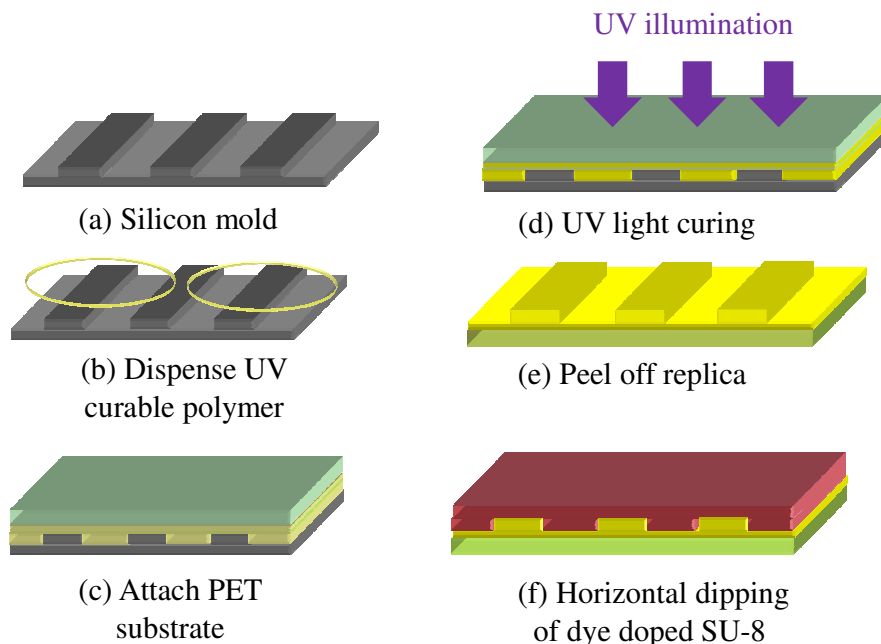 UV illumination
(a) Silicon mold
(d) UV light curing
(b) Dispense UV
curable polymer
(e) Peel off replica
(c) Attach PET
substrate
(f) Horizontal dipping
of dye doped SU-8